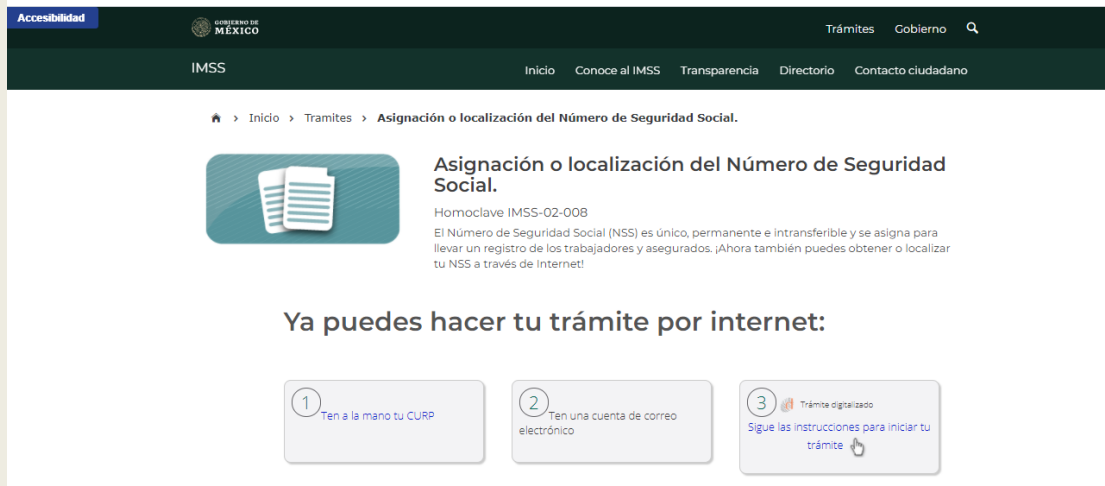 Accesibilidad
GOBIERNO DE
MÉXICO
Trámites Gobierno
IMSS
Inicio Conoce al IMSS Transparencia Directorio Contacto ciudadano
> Inicio > Tramites > Asignación o localización del Número de Seguridad Social.
Asignación o localización del Número de Seguridad
Social.
Homoclave IMSS-02-008
El Número de Seguridad Social (NSS) es único, permanente e intransferible y se asigna para
llevar un registro de los trabajadores y asegurados. ¡Ahora también puedes obtener o localizar
tu NSS a través de Internet!
Ya puedes hacer tu trámite por internet:
1
Ten a la mano tu CURP
2
Ten una cuenta de correo
electrónico
3 Trámite digitalizado
Sigue las instrucciones para iniciar tu
trámite